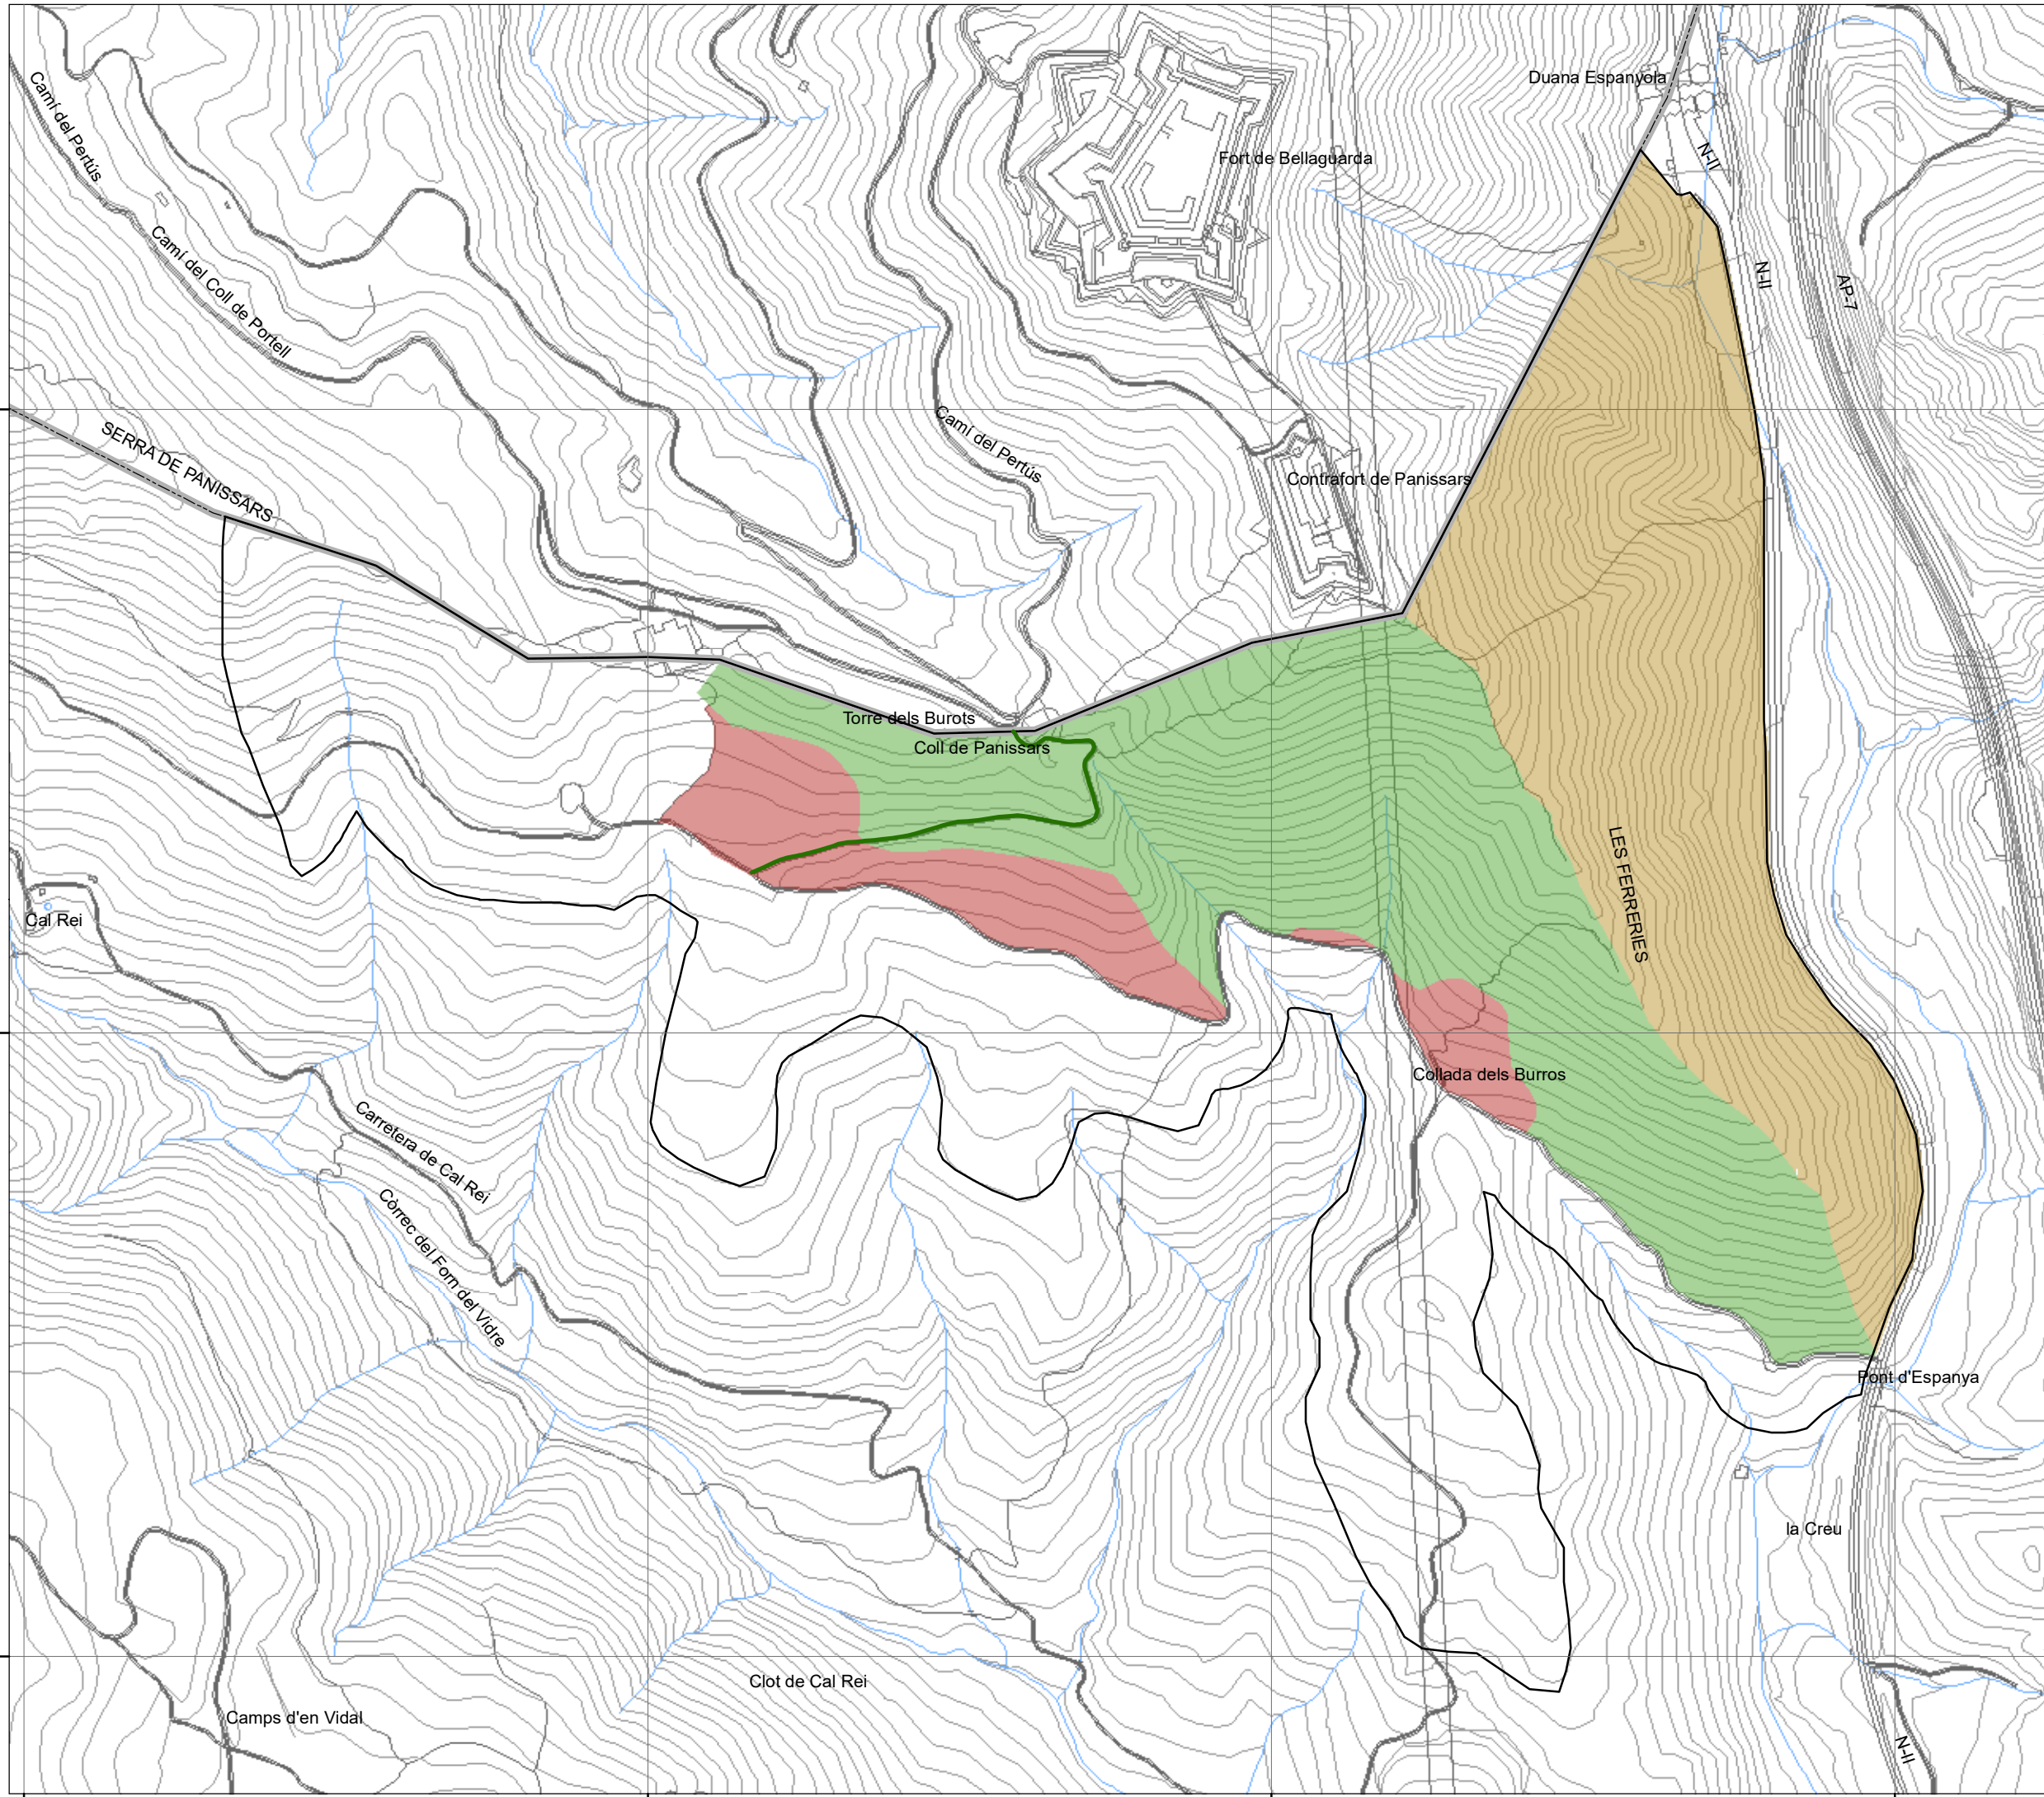 Duana Espanyola
Camí del Pertús
Fort de Bellaguarda
N-II
Camí del Coll de Portell
N-II
AP-7
SERRA DE PANISSARS
Camí del Pertús
Contrafort de Panissars
Torre dels Burots
Coll de Panissars
LES FERRERIES
Cal Rei
Collada dels Burros
Carretera de Cal Rei
Còrrec del Forn del Vidre
Pont d'Espanya
la Creu
Clot de Cal Rei
Camps d'en Vidal
N-II